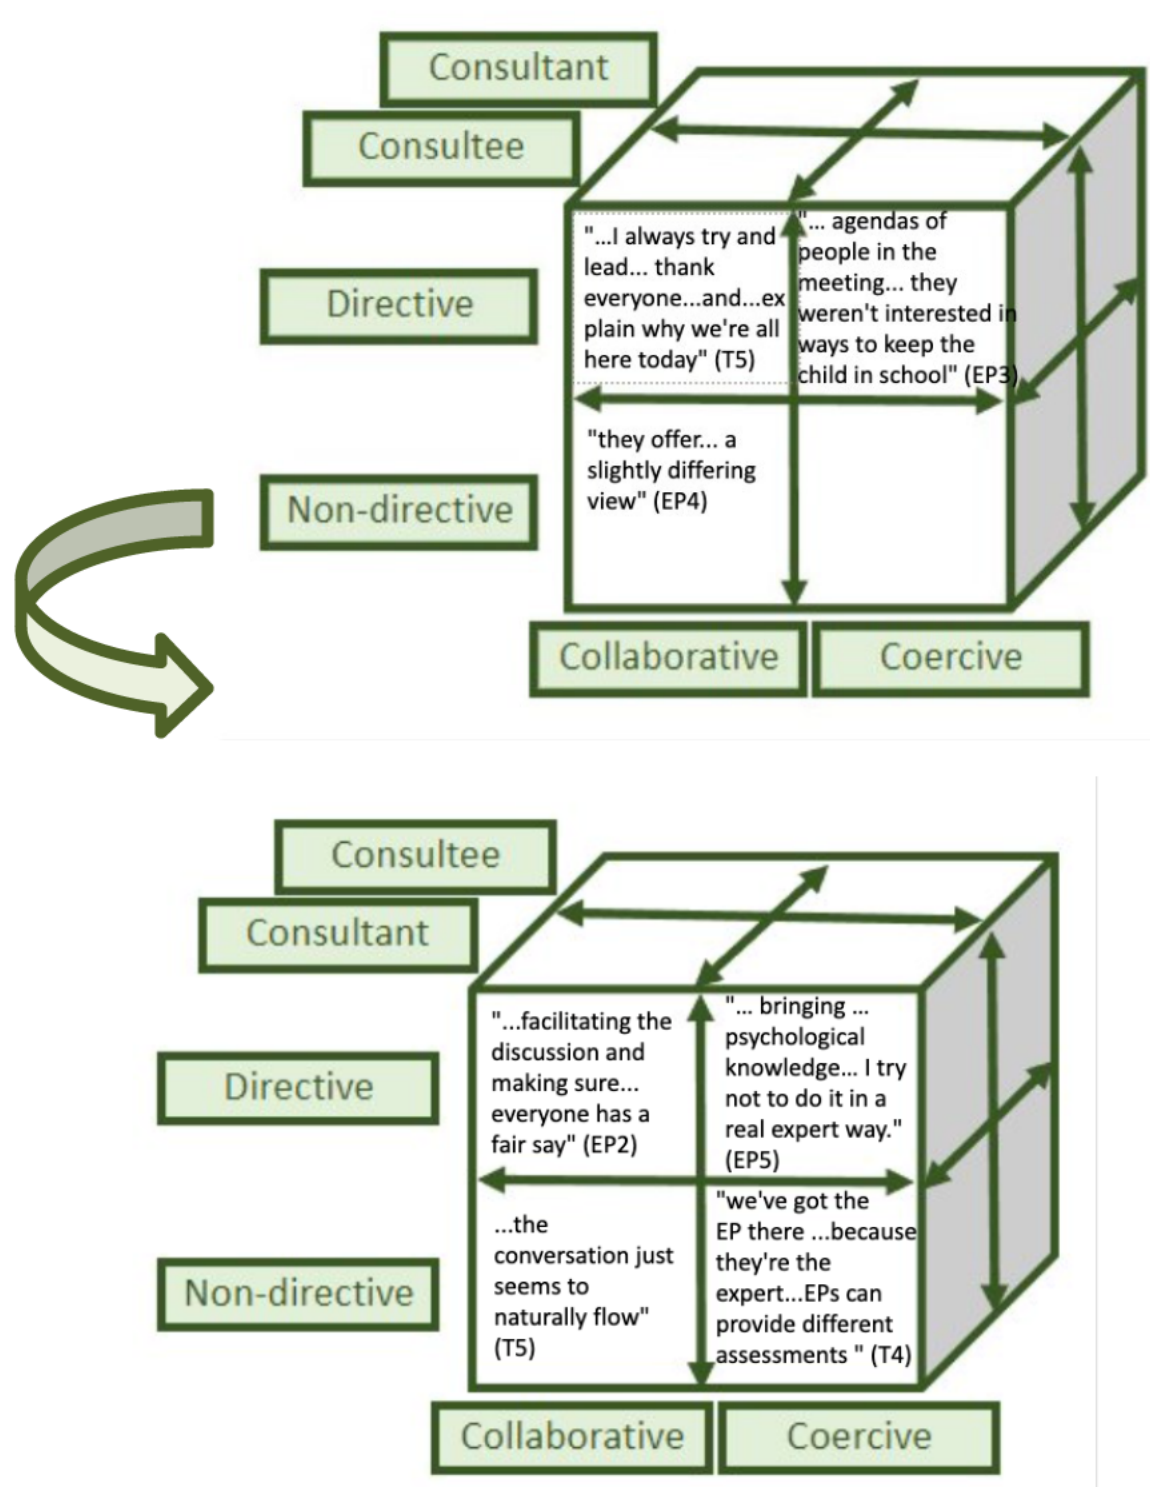 Consultant
Consultee
Directive
Non-directive
"...I always try and
lead... thank
everyone...and...ex
plain why we're all
here today" (T5)
"... agendas of
people in the
meeting... they
weren't interested in
ways to keep the
child in school" (EP3)
"they offer... a
slightly differing
view" (EP4)
Collaborative
Coercive
Consultee
Consultant
Directive
Non-directive
"...facilitating the
discussion and
making sure...
everyone has a
fair say" (EP2)
"... bringing ...
psychological
knowledge... I try
not to do it in a
real expert way."
(EP5)
...the
conversation just
seems to
naturally flow"
(T5)
"we've got the
EP there ...because
they're the
expert...EPs can
provide different
assessments " (T4)
Collaborative
Coercive